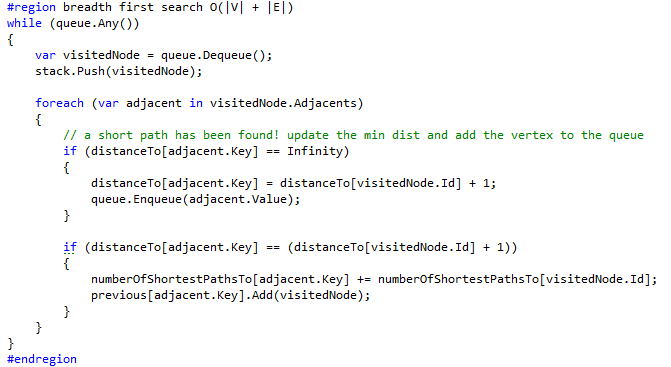 #region breadth first search O(|V| + |E|)
while (queue.Any())
{
    var visitedNode = queue.Dequeue();
    stack.Push(visitedNode);

    foreach (var adjacent in visitedNode.Adjacents)
    {
        // a short path has been found! update the min dist and add the vertex to the queue
        if (distanceTo[adjacent.Key] == Infinity)
        {
            distanceTo[adjacent.Key] = distanceTo[visitedNode.Id] + 1;
            queue.Enqueue(adjacent.Value);
        }

        if (distanceTo[adjacent.Key] == (distanceTo[visitedNode.Id] + 1))
        {
            numberOfShortestPathsTo[adjacent.Key] += numberOfShortestPathsTo[visitedNode.Id];
            previous[adjacent.Key].Add(visitedNode);
        }
    }
}
#endregion